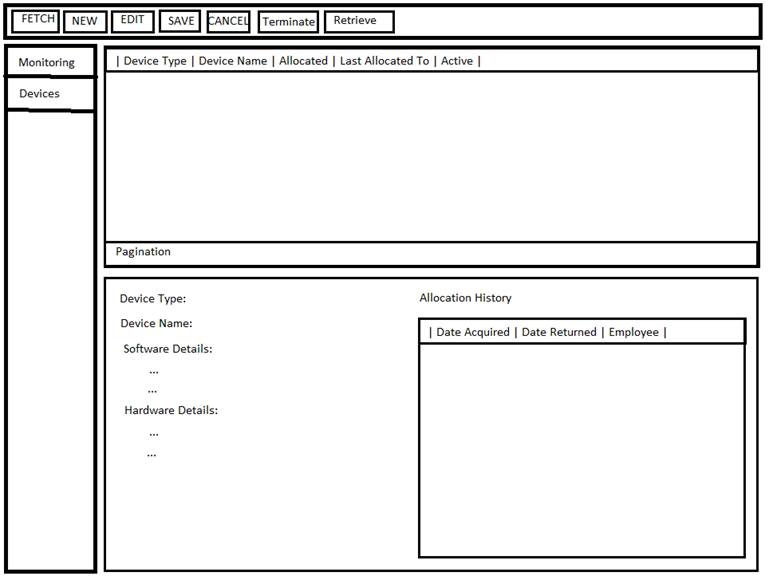 FETCH NEW EDIT SAVE CANCEL Terminate Retrieve
Monitoring
Devices
| Device Type | Device Name | Allocated | Last Allocated To | Active |
Pagination
Device Type:
Device Name:
Software Details:
...
...
Hardware Details:
...
...
Allocation History
| Date Acquired | Date Returned | Employee |